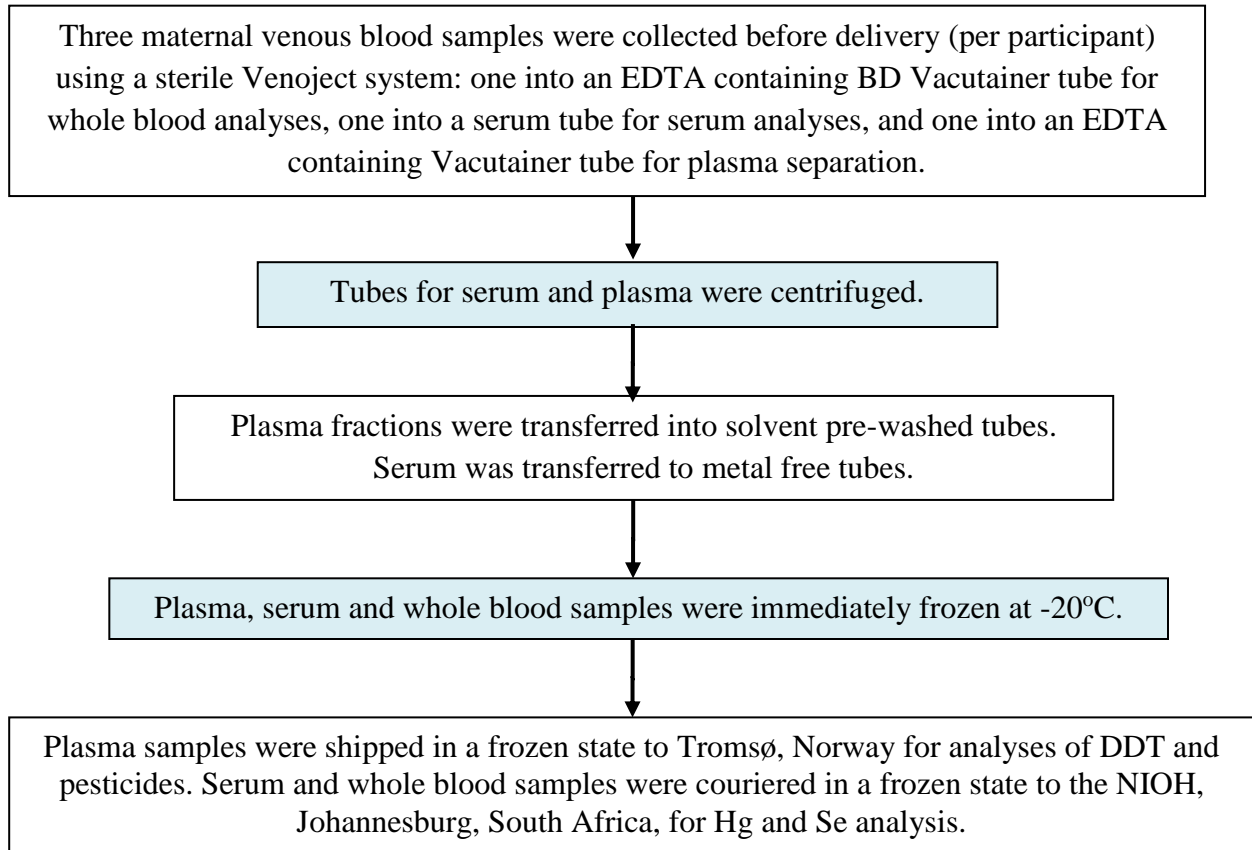 Three maternal venous blood samples were collected before delivery (per participant)
using a sterile Venoject system: one into an EDTA containing BD Vacutainer tube for
whole blood analyses, one into a serum tube for serum analyses, and one into an EDTA
containing Vacutainer tube for plasma separation.
Tubes for serum and plasma were centrifuged.
Plasma fractions were transferred into solvent pre-washed tubes.
Serum was transferred to metal free tubes.
Plasma, serum and whole blood samples were immediately frozen at -20ºC.
Plasma samples were shipped in a frozen state to Tromsø, Norway for analyses of DDT and
pesticides. Serum and whole blood samples were couriered in a frozen state to the NIOH,
Johannesburg, South Africa, for Hg and Se analysis.